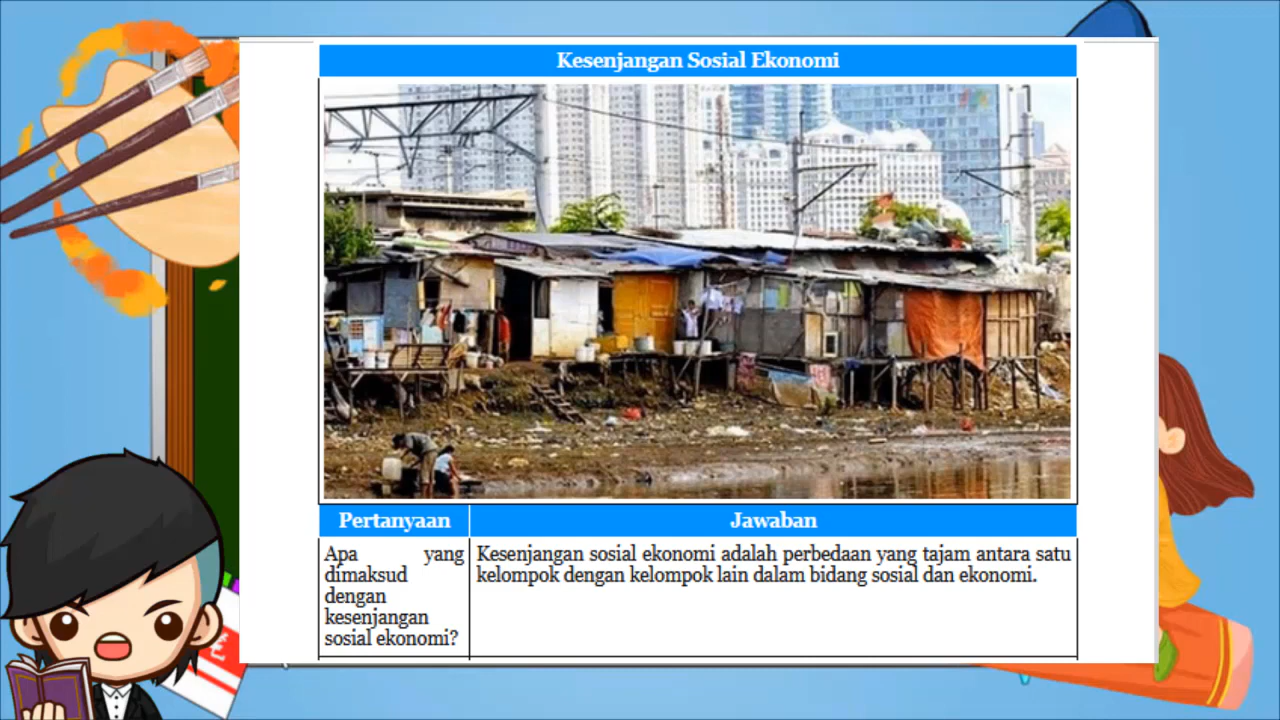 Kesenjangan Sosial Ekonomi
Pertanyaan
Jawaban
Apa yang
dimaksud
dengan
kesenjangan
sosial ekonomi?
Kesenjangan sosial ekonomi adalah perbedaan yang tajam antara satu
kelompok dengan kelompok lain dalam bidang sosial dan ekonomi.